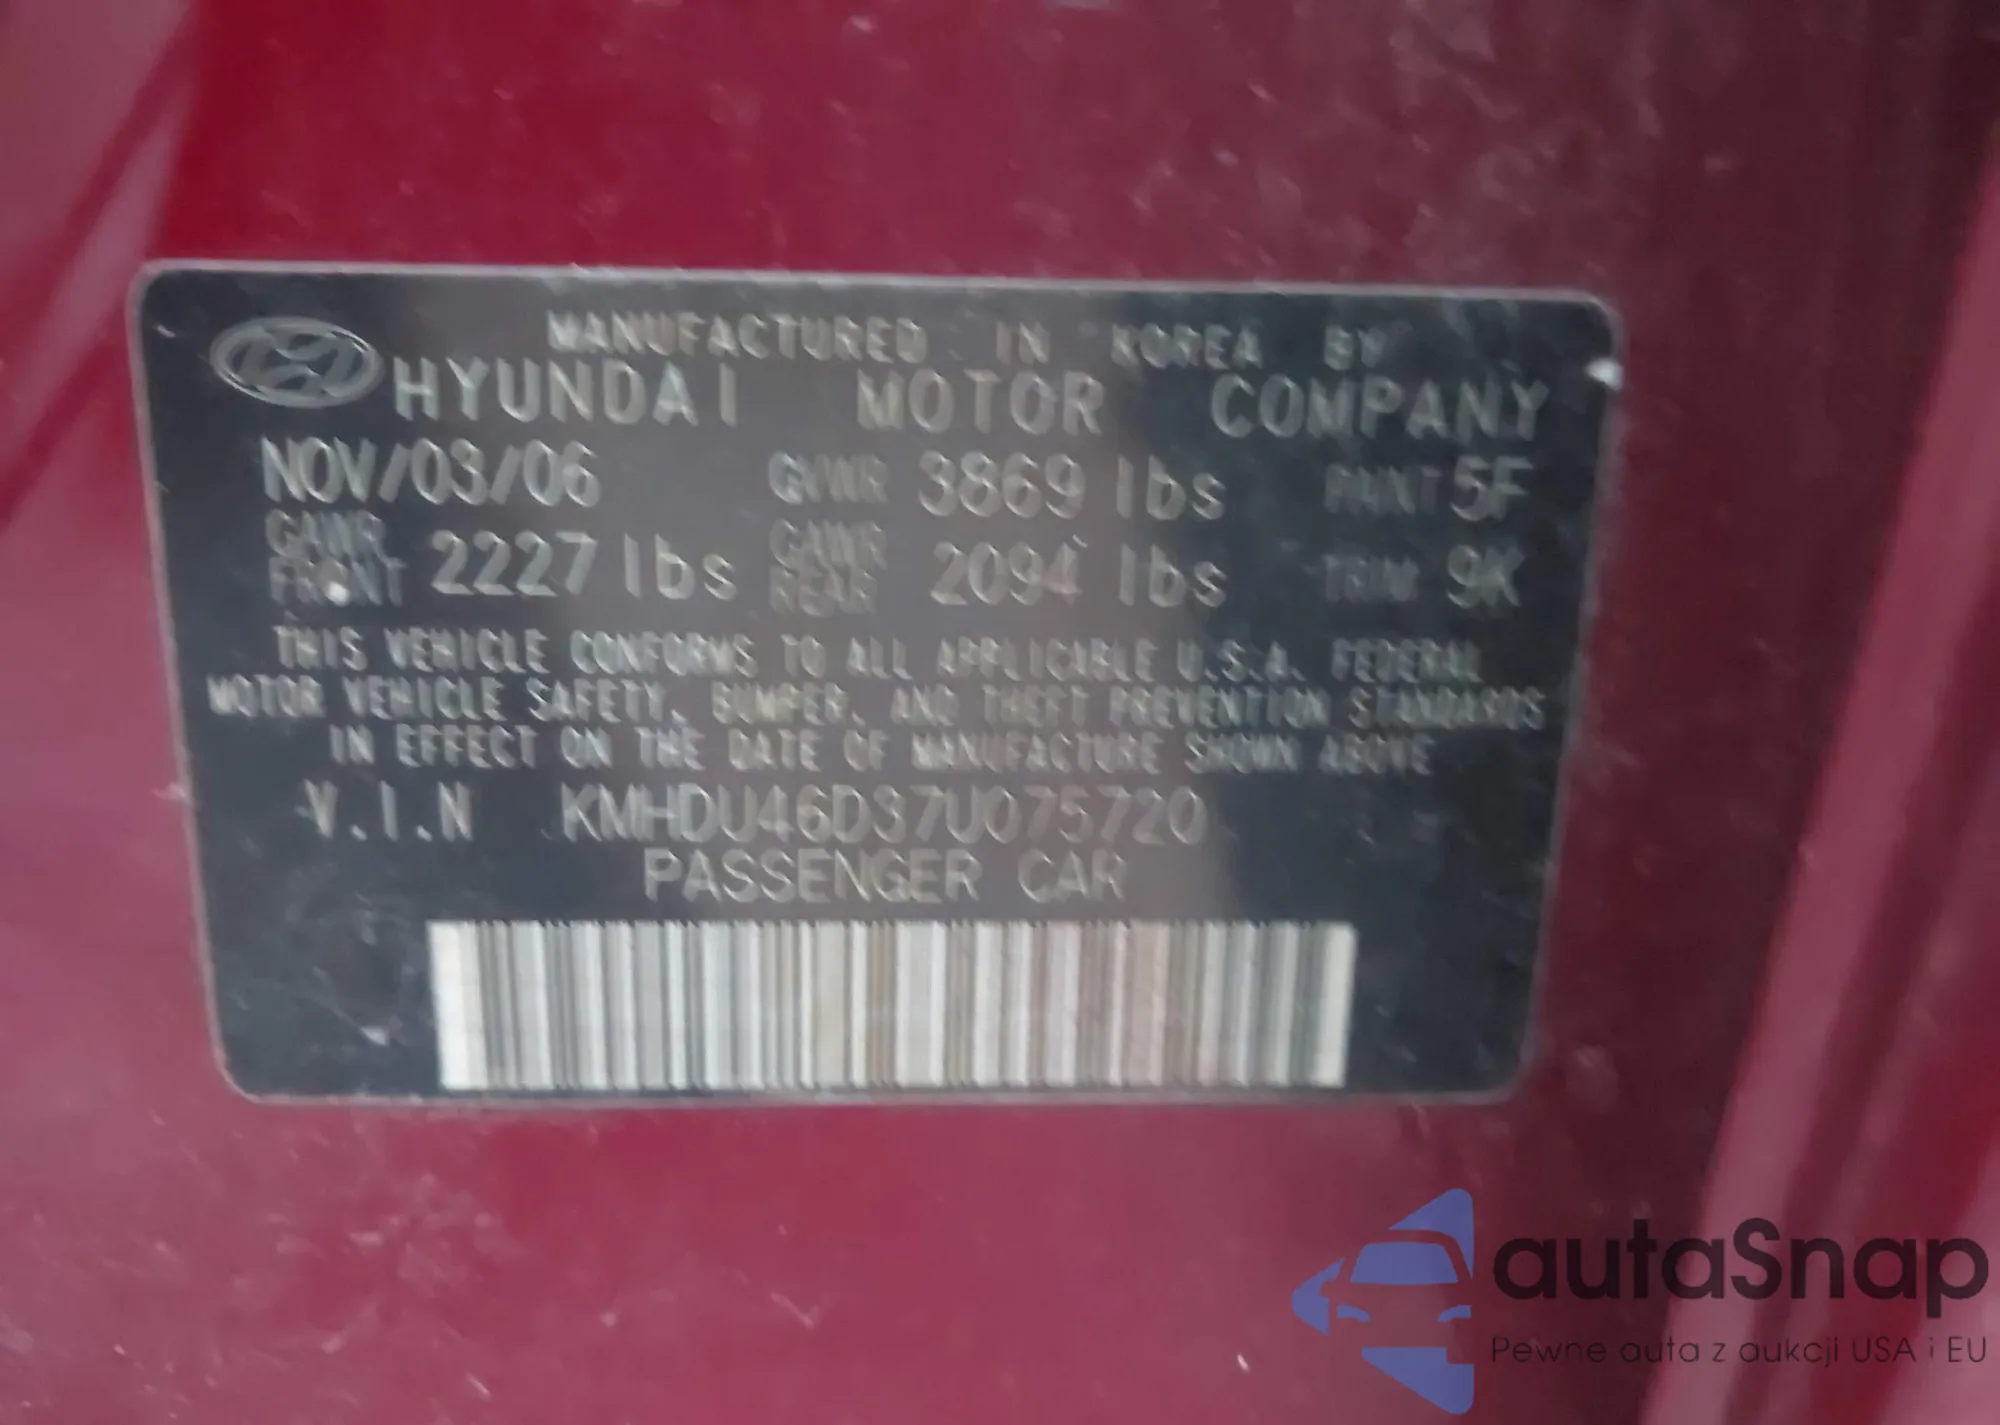 MANUFACTURED IN KOREA BY
HYUNDAI MOTOR COMPANY
NOV/03/06 GVWR 3869 lbs PAINT 5F
GAWR FRONT 2227 lbs GAWR REAR 2094 lbs TRIM 9K
THIS VEHICLE CONFORMS TO ALL APPLICABLE U.S.A. FEDERAL
MOTOR VEHICLE SAFETY, BUMPER, AND THEFT PREVENTION STANDARDS
IN EFFECT ON THE DATE OF MANUFACTURE SHOWN ABOVE
V.I.N KMHDU46D37U075720
PASSENGER CAR
autaSnap
Pewne auta z aukcji USA i EU